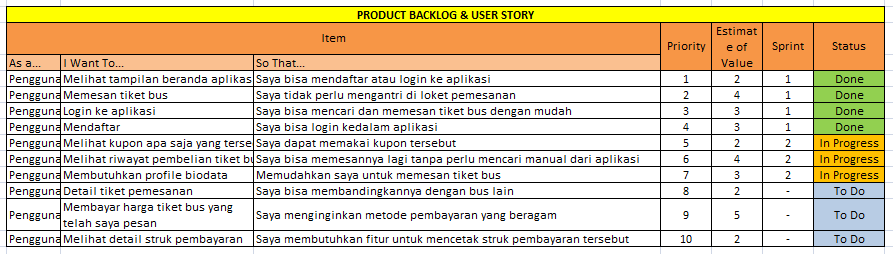 PRODUCT BACKLOG & USER STORY
Item Priority Estimat e of Value Sprint Status
As a... I Want To... So That...
Pengguna Melihat tampilan beranda aplikas Saya bisa mendaftar atau login ke aplikasi 1 2 1 Done
Pengguna Memesan tiket bus Saya tidak perlu mengantri di loket pemesanan 2 4 1 Done
Pengguna Login ke aplikasi Saya bisa mencari dan memesan tiket bus dengan mudah 3 3 1 Done
Pengguna Mendaftar Saya bisa login kedalam aplikasi 4 3 1 Done
Pengguna Melihat kupon apa saja yang terse Saya dapat memakai kupon tersebut 5 2 2 In Progress
Pengguna Melihat riwayat pembelian tiket bu Saya bisa memesannya lagi tanpa perlu mencari manual dari aplikasi 6 4 2 In Progress
Pengguna Membutuhkan profile biodata Memudahkan saya untuk memesan tiket bus 7 3 2 In Progress
Pengguna Detail tiket pemesanan Saya bisa membandingkannya dengan bus lain 8 2 - To Do
Pengguna Membayar harga tiket bus yang telah saya pesan Saya menginginkan metode pembayaran yang beragam 9 5 - To Do
Pengguna Melihat detail struk pembayaran Saya membutuhkan fitur untuk mencetak struk pembayaran tersebut 10 2 - To Do